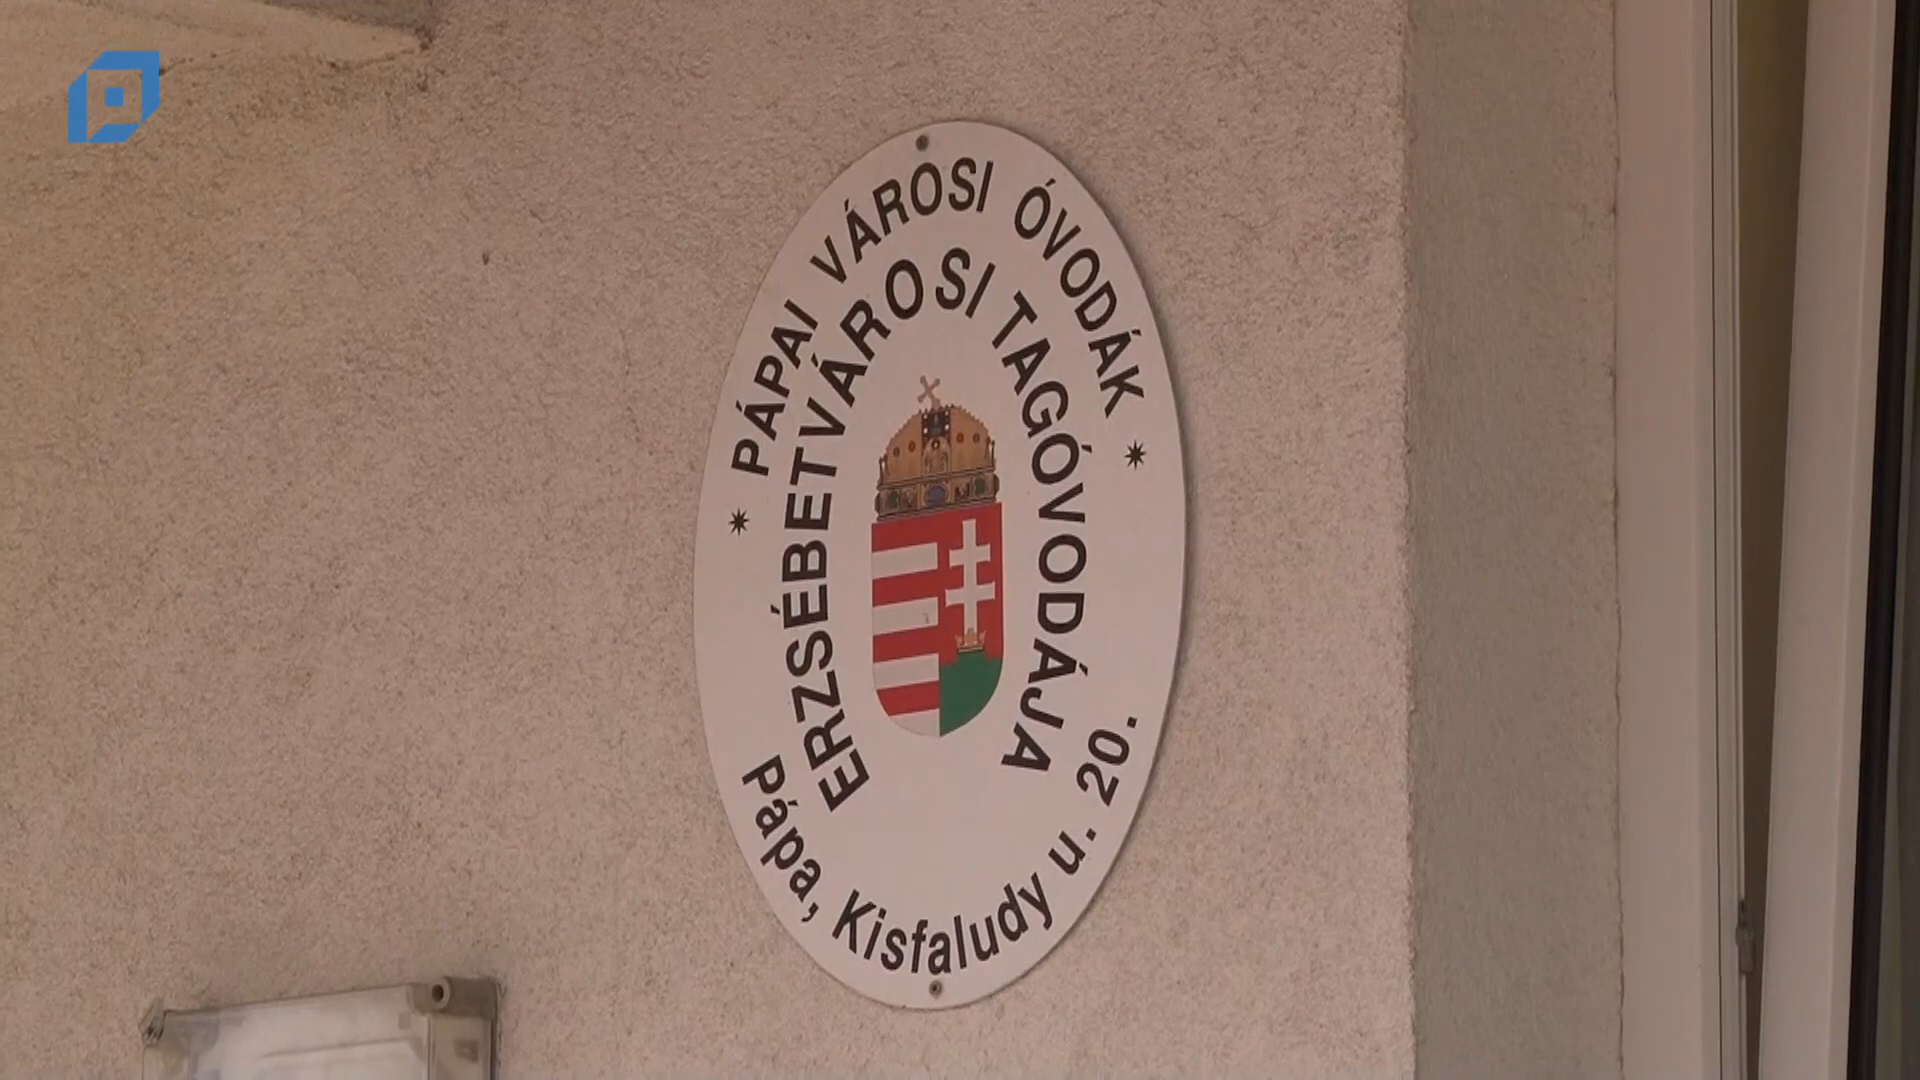 PÁPAI VÁROSI ÓVODÁK
ERZSÉBETVÁROSI TAGÓVODÁJA
Pápa, Kisfaludy u. 20.